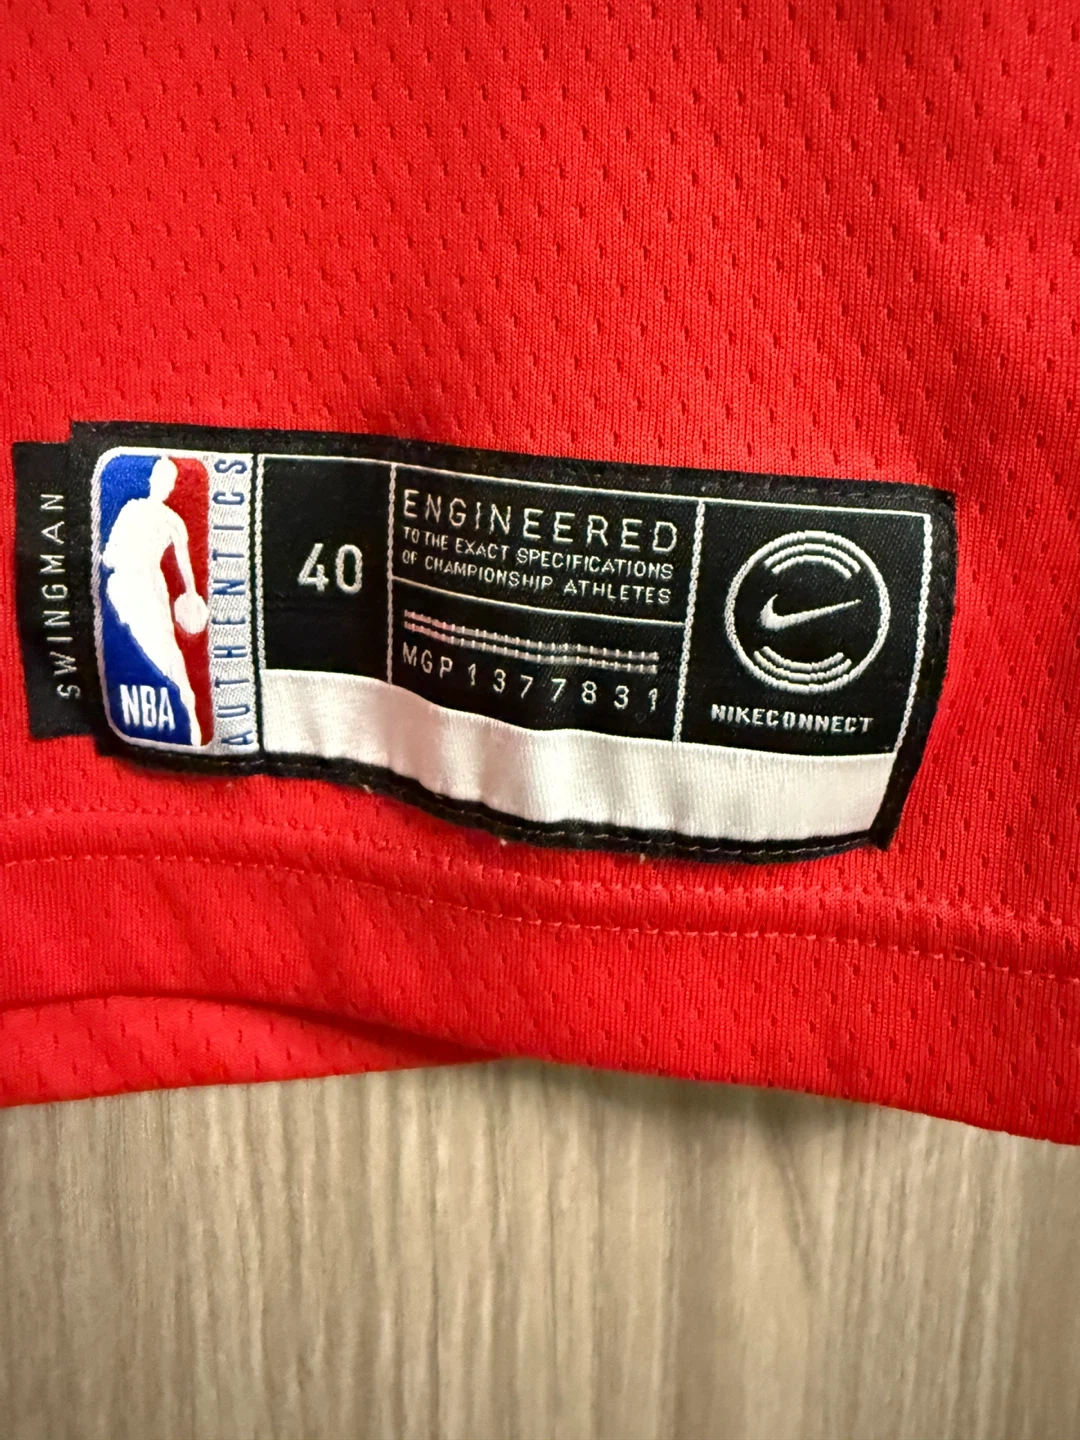 SWINGMAN
NBA
AUTHENTICS
40
ENGINEERED
TO THE EXACT SPECIFICATIONS
OF CHAMPIONSHIP ATHLETES
MGP 1377831
NIKECONNECT